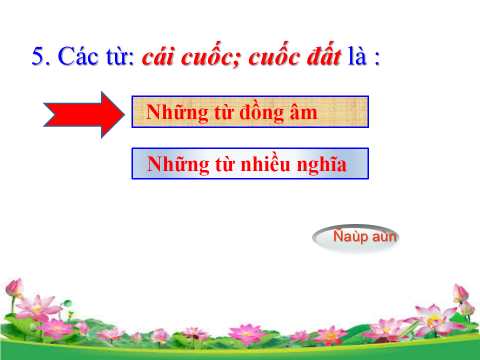 5. Các từ: cái cuốc; cuốc đất là :
Những từ đồng âm
Những từ nhiều nghĩa
Ñaùp aùn